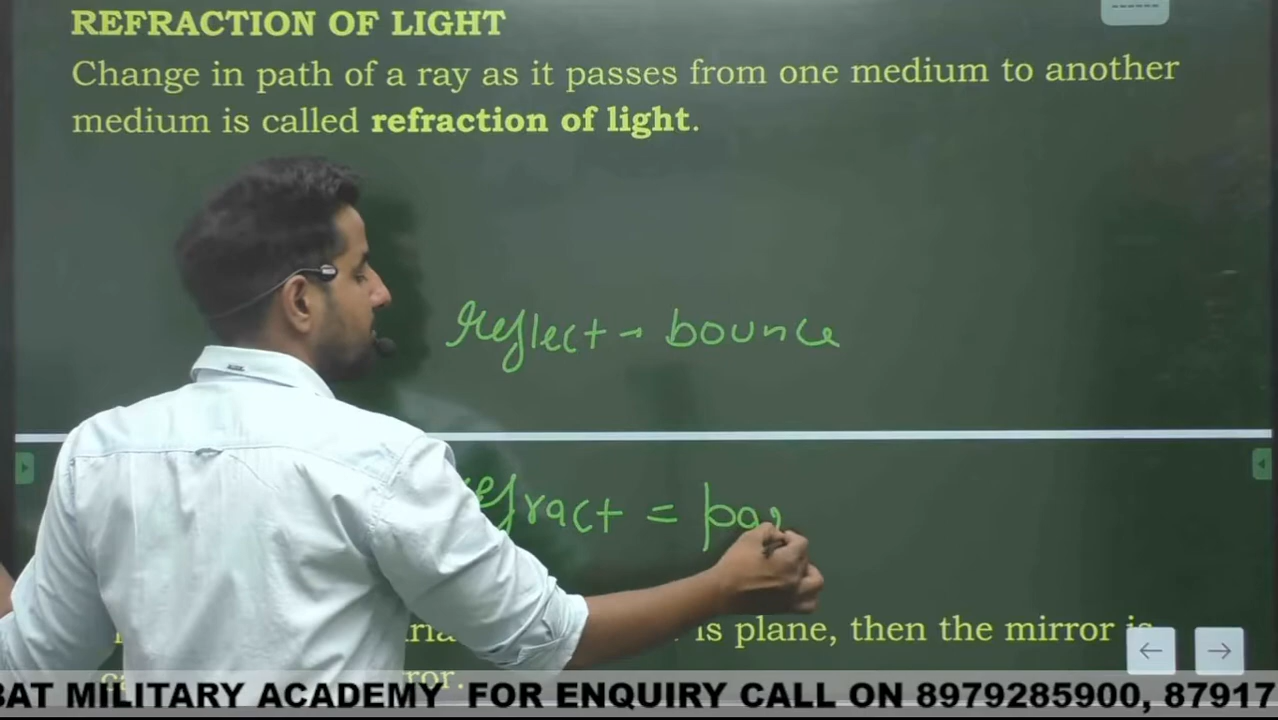 REFRACTION OF LIGHT
Change in path of a ray as it passes from one medium to another
medium is called refraction of light.
reflect → bounce
refract = pa
is plane, then the mirror is
ror.
BAT MILITARY ACADEMY FOR ENQUIRY CALL ON 8979285900, 87917